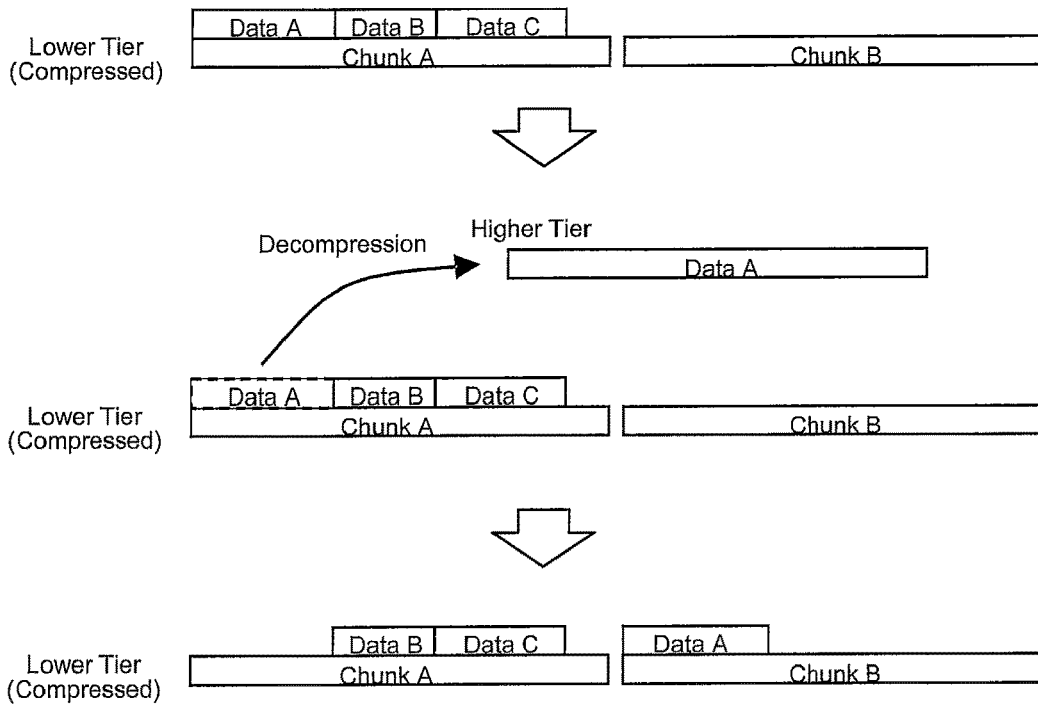 Data A Data B Data C
Lower Tier
(Compressed)
Chunk A Chunk B
Higher Tier
Decompression
Data A
Data A Data B Data C
Lower Tier
(Compressed)
Chunk A Chunk B
Data B Data C Data A
Lower Tier
(Compressed)
Chunk A Chunk B